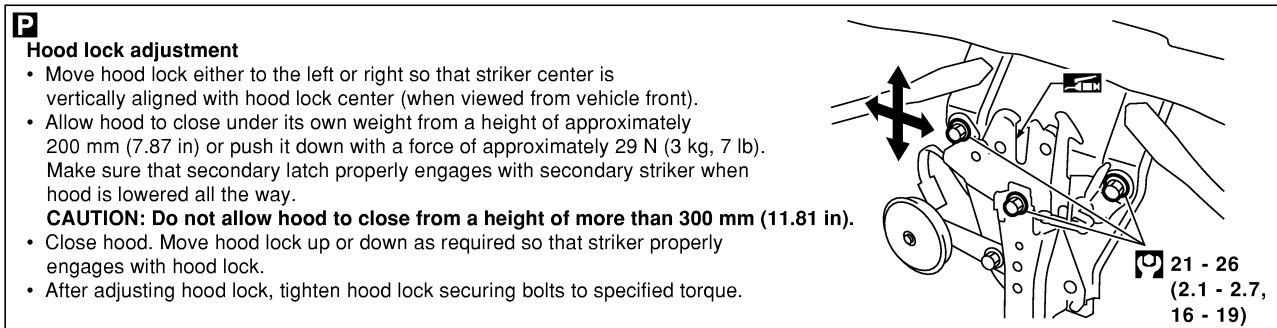 P
Hood lock adjustment
• Move hood lock either to the left or right so that striker center is
vertically aligned with hood lock center (when viewed from vehicle front).
• Allow hood to close under its own weight from a height of approximately
200 mm (7.87 in) or push it down with a force of approximately 29 N (3 kg, 7 lb).
Make sure that secondary latch properly engages with secondary striker when
hood is lowered all the way.
CAUTION: Do not allow hood to close from a height of more than 300 mm (11.81 in).
• Close hood. Move hood lock up or down as required so that striker properly
engages with hood lock.
• After adjusting hood lock, tighten hood lock securing bolts to specified torque.
21 - 26
(2.1 - 2.7,
16 - 19)